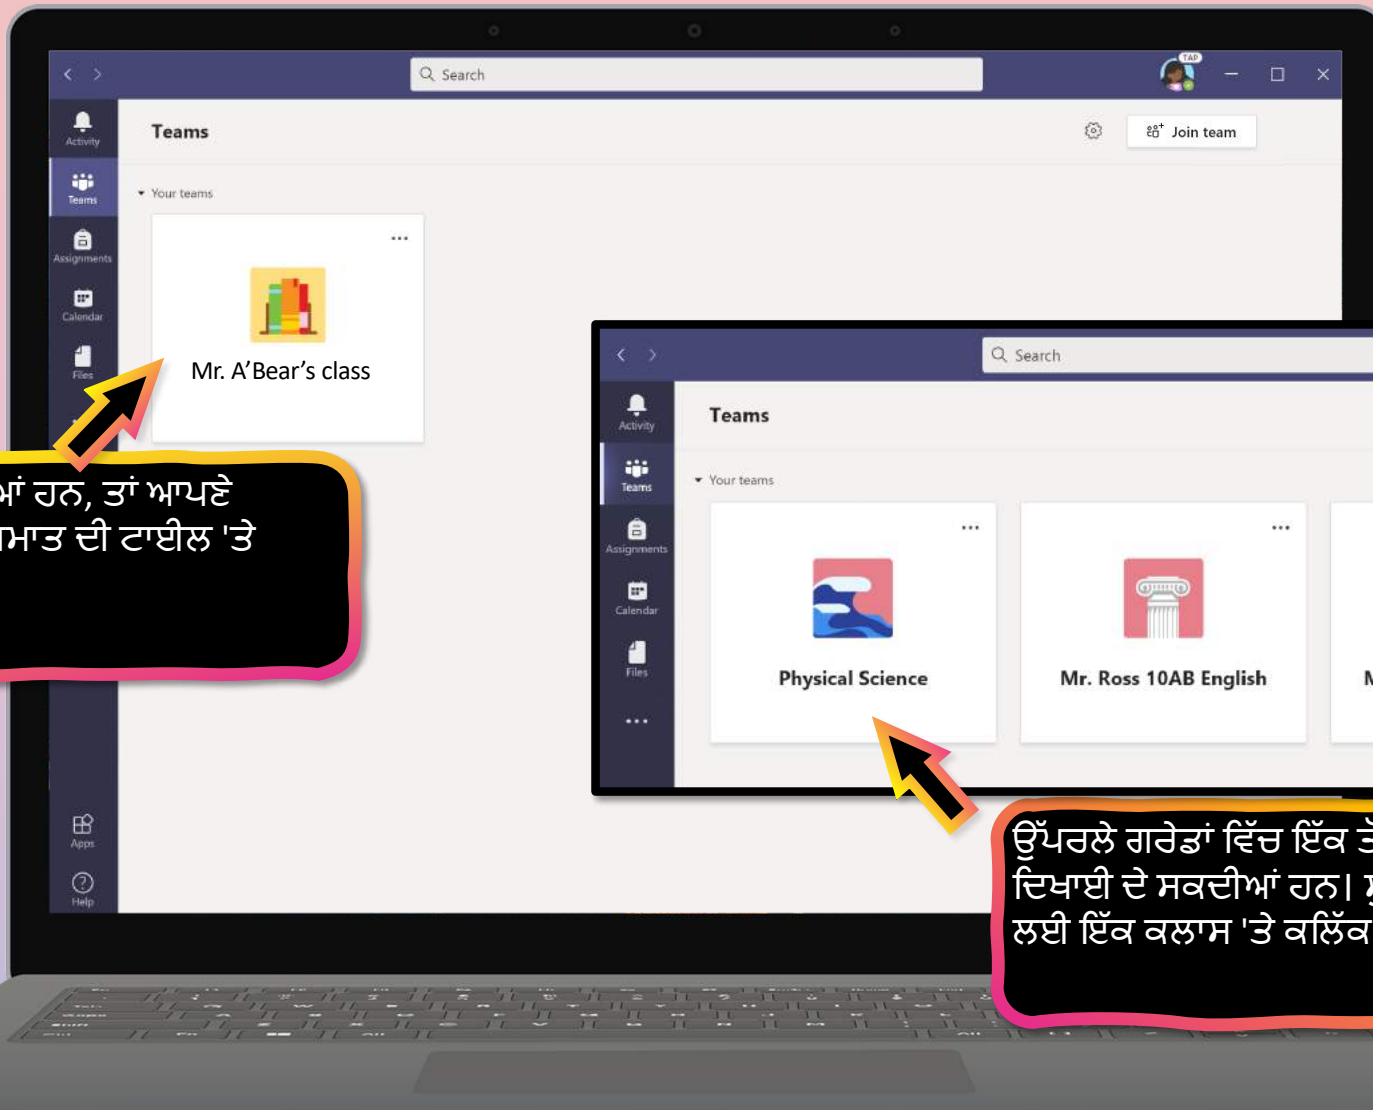 Search
TAP
Activity
Teams
Join team
Teams
Your teams
Assignments
Calendar
Mr. A'Bear's class
Files
ਹਨ, ਤਾਂ ਆਪਣੇ
ਦੀ ਟਾਈਲ 'ਤੇ
Apps
Help
Search
Activity
Teams
Teams
Your teams
Assignments
Calendar
Files
Physical Science
Mr. Ross 10AB English
ਉੱਪਰਲੇ ਗਰੇਡਾਂ ਵਿੱਚ ਇੱਕ
ਦਿਖਾਈ ਦੇ ਸਕਦੀਆਂ ਹਨ।
ਲਈ ਇੱਕ ਕਲਾਸ 'ਤੇ ਕਲਿੱਕ